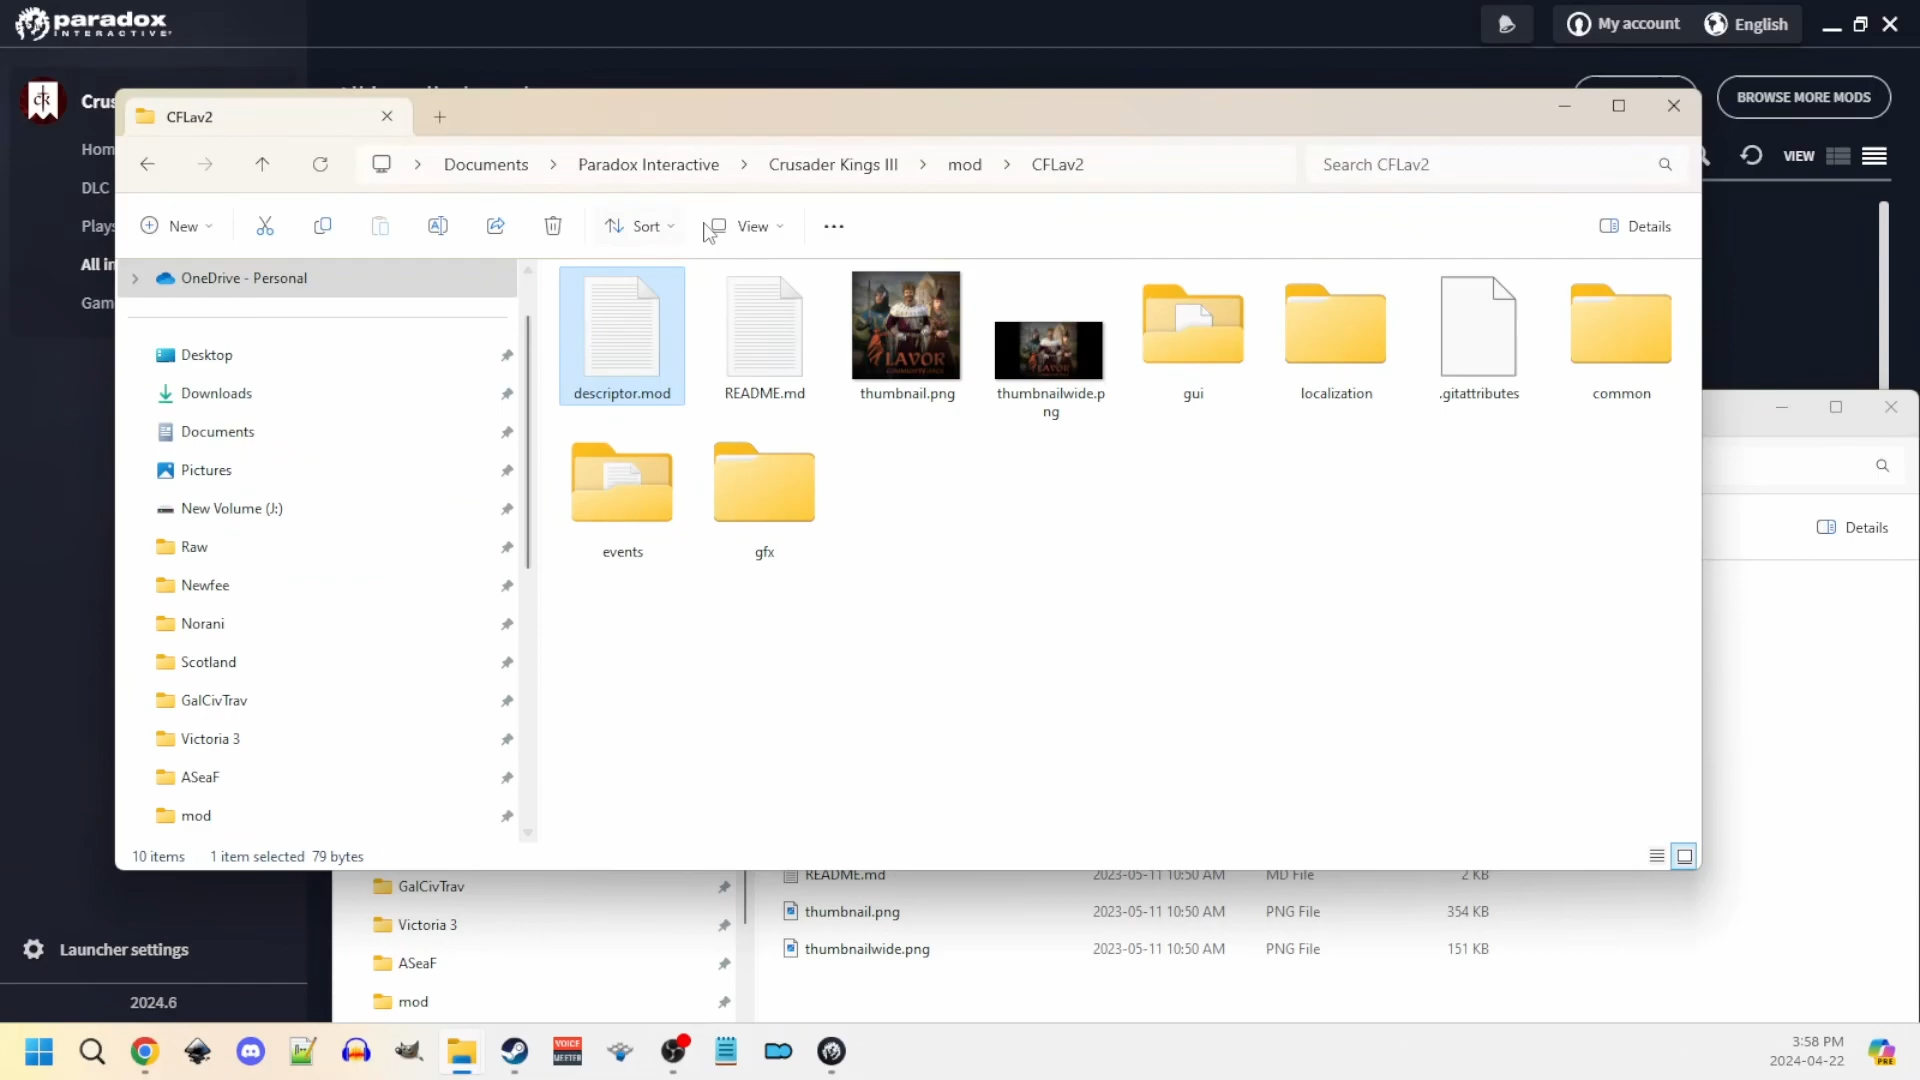 paradox
INTERACTIVE
My account
English
Crus
BROWSE MORE MODS
VIEW
Hom
DLC
Plays
All in
Gam
CFLav2
Documents > Paradox Interactive > Crusader Kings III > mod > CFLav2
Search CFLav2
New
Sort
View
Details
OneDrive - Personal
Desktop
Downloads
Documents
Pictures
New Volume (J:)
Raw
Newfee
Norani
Scotland
GalCivTrav
Victoria 3
ASeaF
mod
descriptor.mod
README.md
LAVOR
thumbnail.png
thumbnailwide.p
ng
gui
localization
.gitattributes
common
events
gfx
10 items 1 item selected 79 bytes
Details
GalCivTrav
Victoria 3
ASeaF
mod
README.md 2023-05-11 10:50 AM MD File 2 KB
thumbnail.png 2023-05-11 10:50 AM PNG File 354 KB
thumbnailwide.png 2023-05-11 10:50 AM PNG File 151 KB
Launcher settings
2024.6
VOICE
MEETER
3:58 PM
2024-04-22
PRE